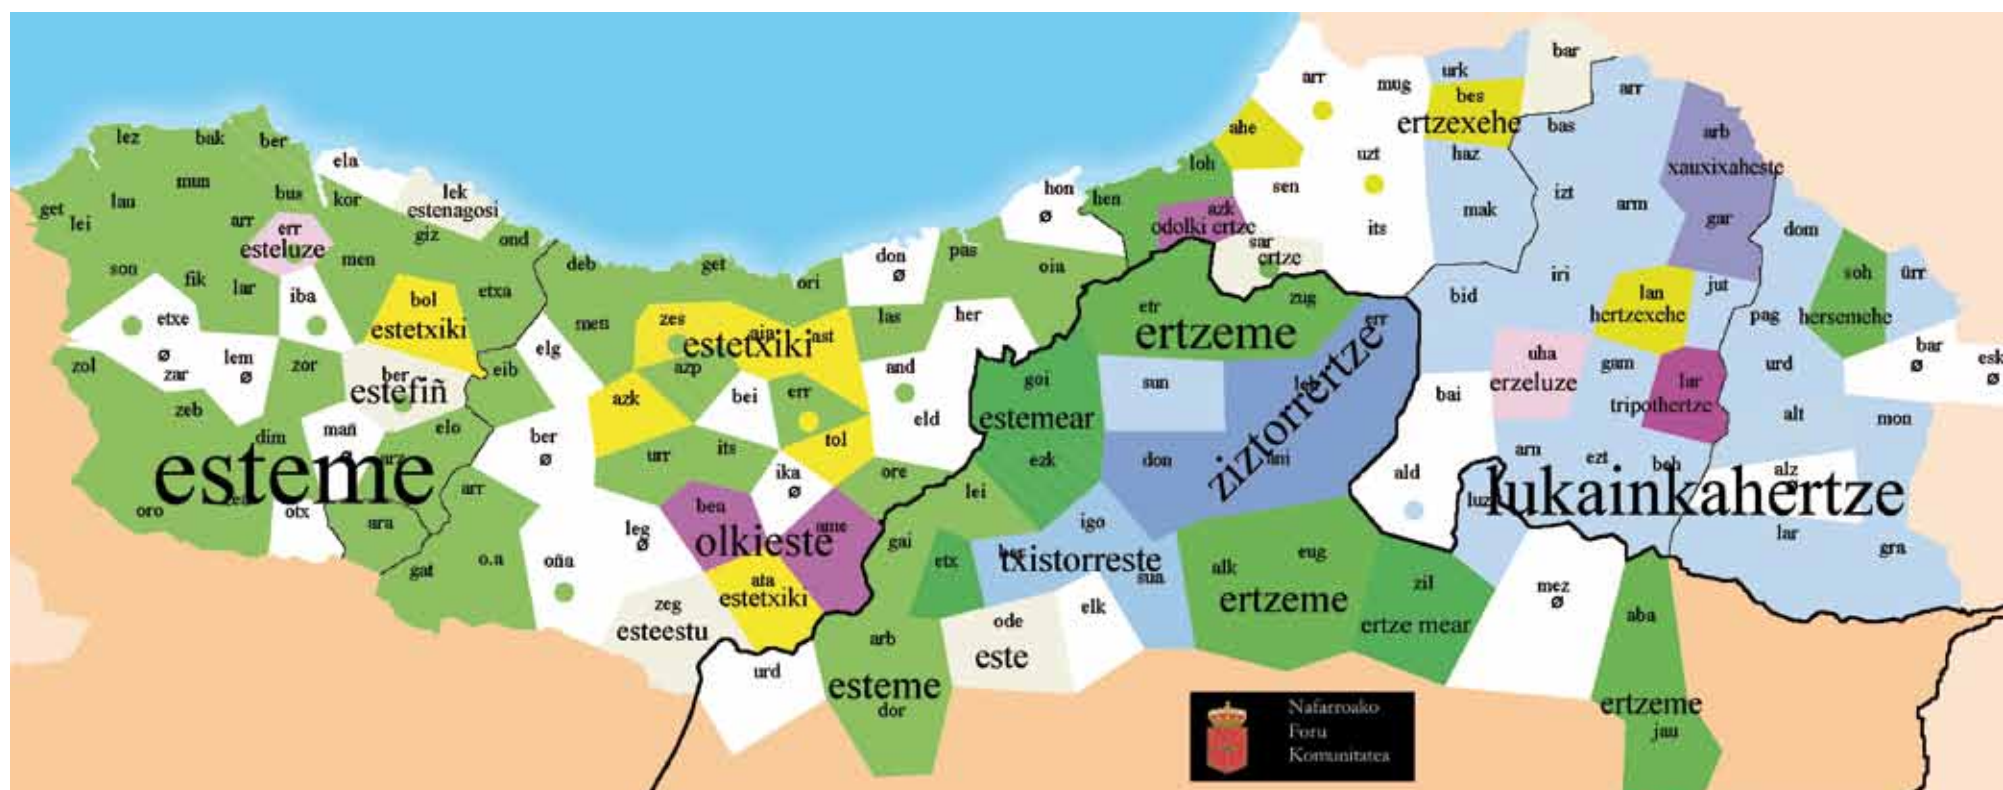 bar
arr
mug
urk
bes
ertzexehe
arr
bas
arb
xauxixaheste
lez
bak
ber
ela
ahe
loh
uzt
haz
sen
mun
bus
kor
lek
estenagosi
hon
ø
hen
azk
odolki ertze
izt
arm
mak
gar
get
lei
lau
arr
err
esteluze
giz
ond
men
its
sar
ertze
dom
son
fik
lar
iba
bol
estetxiki
etxa
deb
get
ori
don
ø
pas
oia
bid
iri
lan
hertzexehe
jut
soh
hersemehe
ürr
etxe
ø
zar
lem
ø
zor
men
zes
estetxiki
ast
las
her
etr
ertzeme
zug
err
pag
bar
ø
esk
ø
zol
ber
estefiñ
eib
elg
azp
bei
err
and
goi
sun
uha
erzeluze
gam
lar
tripothertze
urd
zeb
dim
mañ
elo
azk
tol
eld
estemear
ziztorrertze
bai
alt
mon
esteme
ber
ø
urr
its
ika
ø
ore
ezk
don
ani
ald
arn
ezt
beh
alz
lukainkahertze
luz
oro
otx
ara
arr
ben
olkieste
ame
lei
igo
lar
gra
gat
o.a
oña
leg
ø
gai
etx
txistorreste
sua
alk
eug
ertzeme
zil
ertze mear
mez
ø
aba
zeg
esteestu
ata
estetxiki
arb
ode
este
elk
urd
esteme
dor
ertzeme
jau
Nafarroako
Foru
Komunitatea